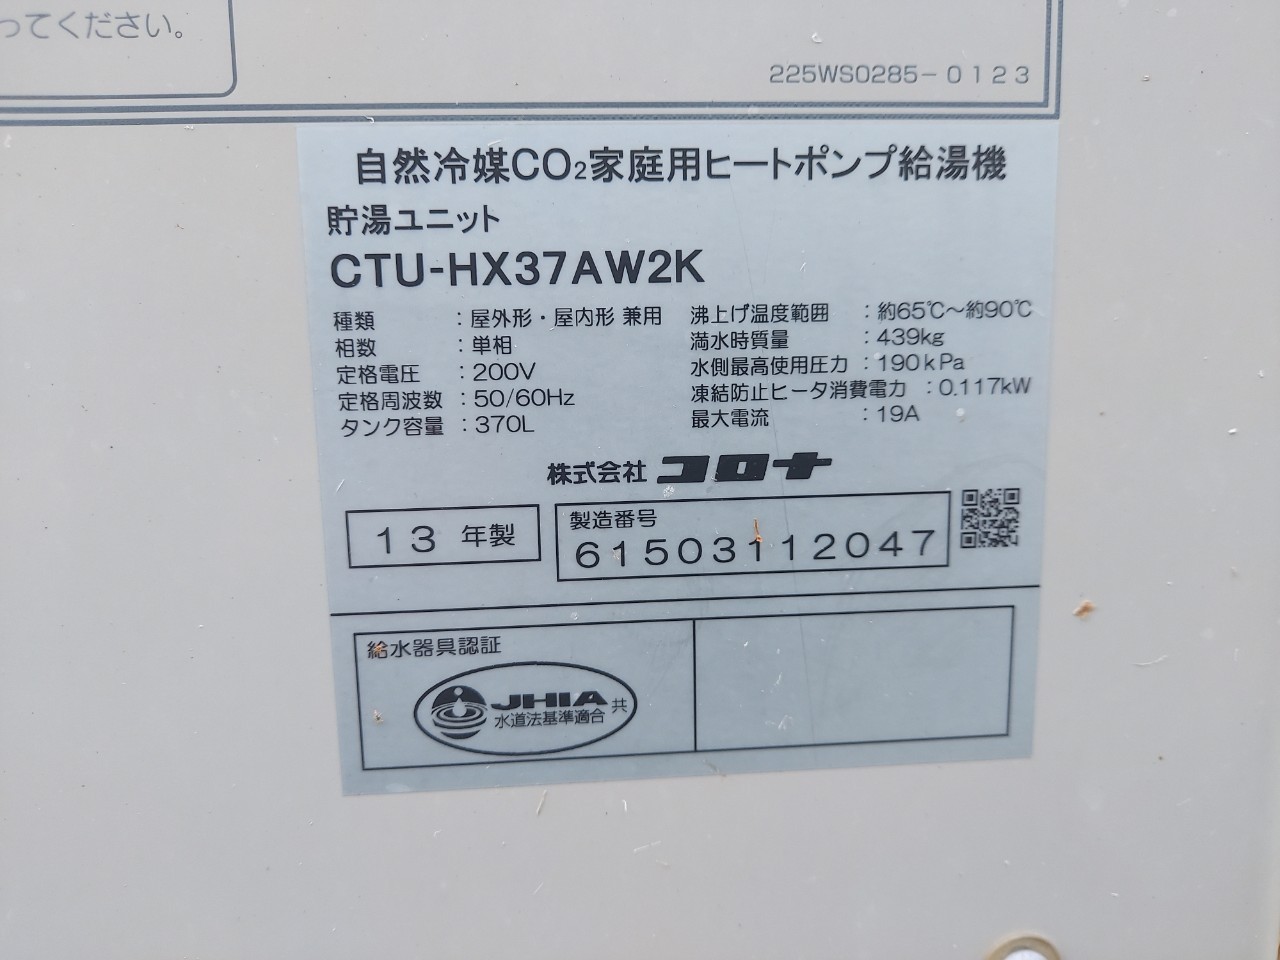 ってください。
225WS0285-0123
自然冷媒CO₂家庭用ヒートポンプ給湯機
貯湯ユニット
CTU-HX37AW2K
種類 : 屋外形・屋内形 兼用
相数 : 単相
定格電圧 : 200V
定格周波数 : 50/60Hz
タンク容量 : 370L
沸上げ温度範囲 : 約65℃～約90℃
満水時質量 : 439kg
水側最高使用圧力 : 190kPa
凍結防止ヒータ消費電力 : 0.117kW
最大電流 : 19A
株式会社 コロナ
13 年製
製造番号
61503112047
給水器具認証
JHIA 共
水道法基準適合